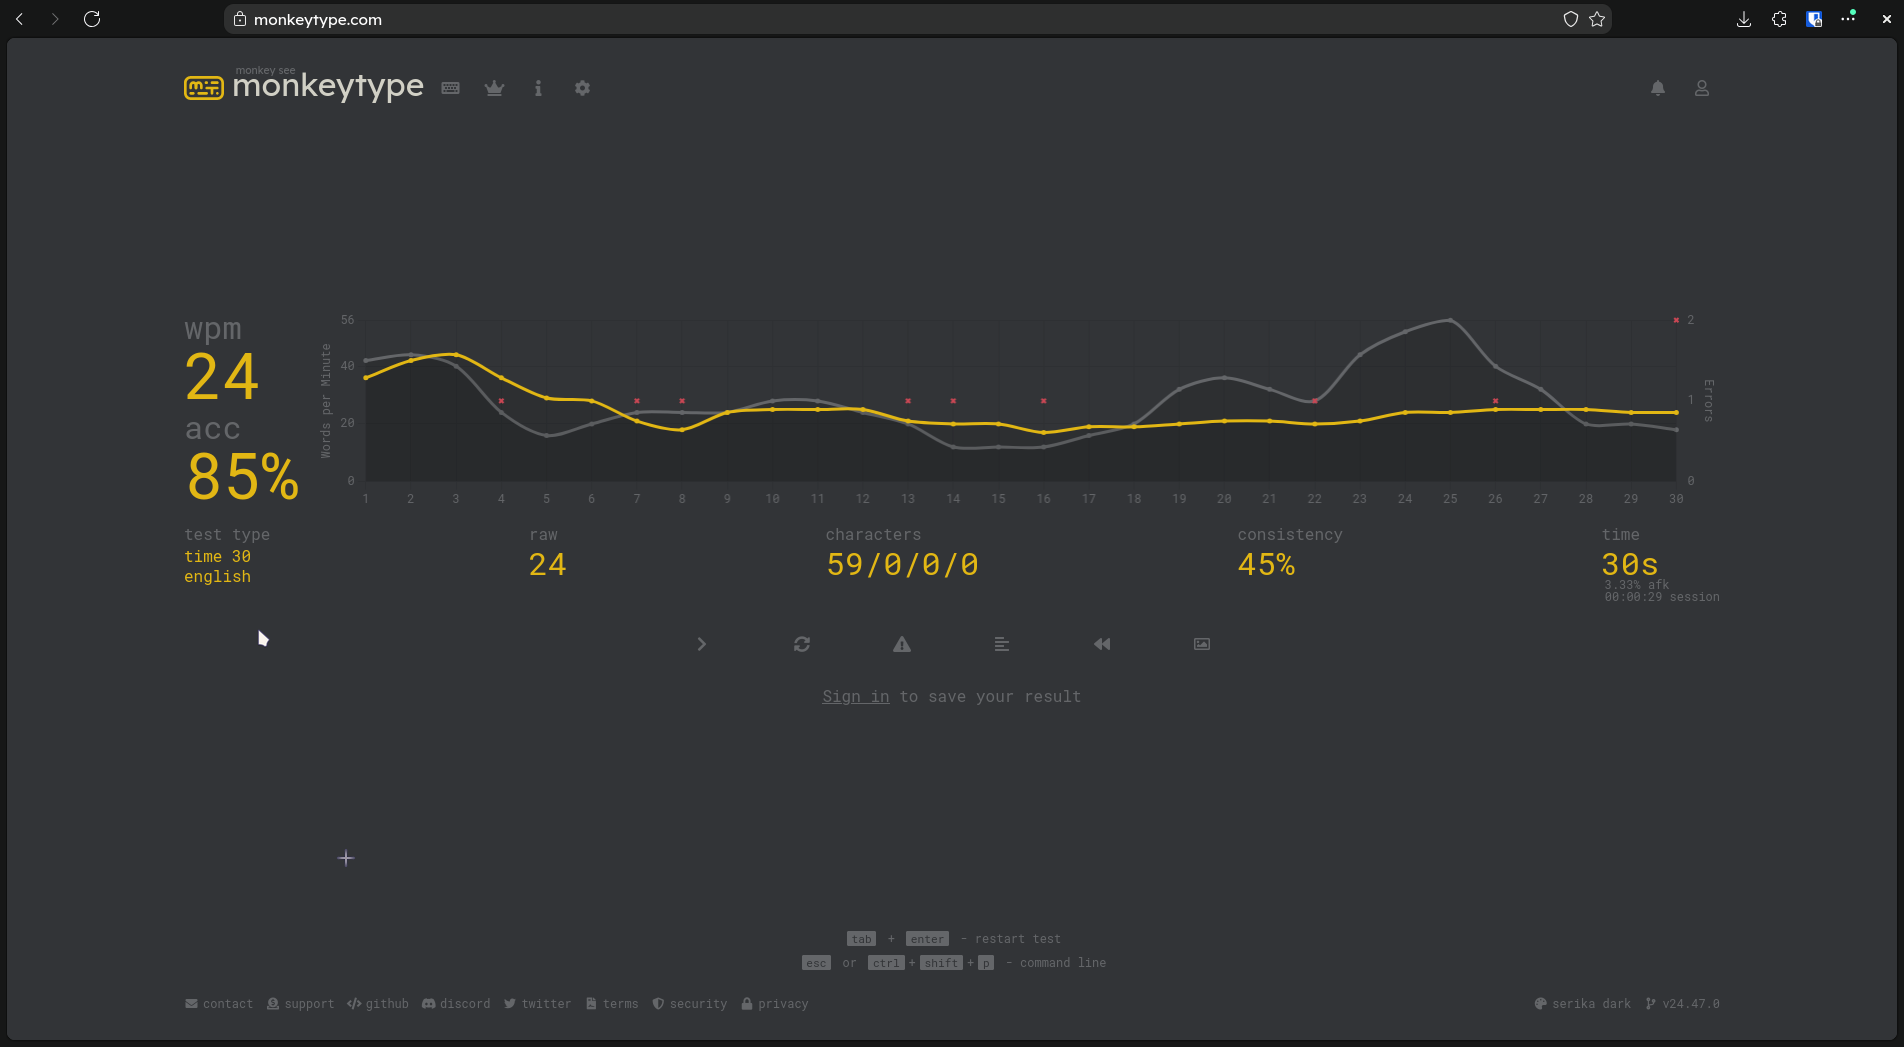 monkeytype.com
monkey see
monkeytype
wpm
24
acc
85%
Words per Minute
56
40
20
0
1 2 3 4 5 6 7 8 9 10 11 12 13 14 15 16 17 18 19 20 21 22 23 24 25 26 27 28 29 30
2
1
0
Errors
test type
time 30
english
raw
24
characters
59/0/0/0
consistency
45%
time
30s
3.33% afk
00:00:29 session
Sign in to save your result
tab + enter - restart test
esc or ctrl + shift + p - command line
contact support github discord twitter terms security privacy serika dark v24.47.0